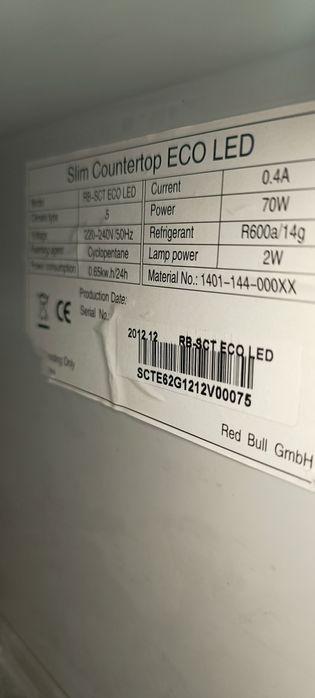 Slim Countertop ECO LED
Model RB-SCT ECO LED Current 0.4A
Climate type 5 Power 70W
Voltage 220-240V/50Hz Refrigerant R600a/14g
Foaming agent Cyclopentane Lamp power 2W
Power consumption 0.65kw.h/24h Material No.: 1401-144-000XX
CE
Production Date:
Serial No.:
2012.12 RB-SCT ECO LED
SCTE62G1212V00075
Only
Red Bull GmbH